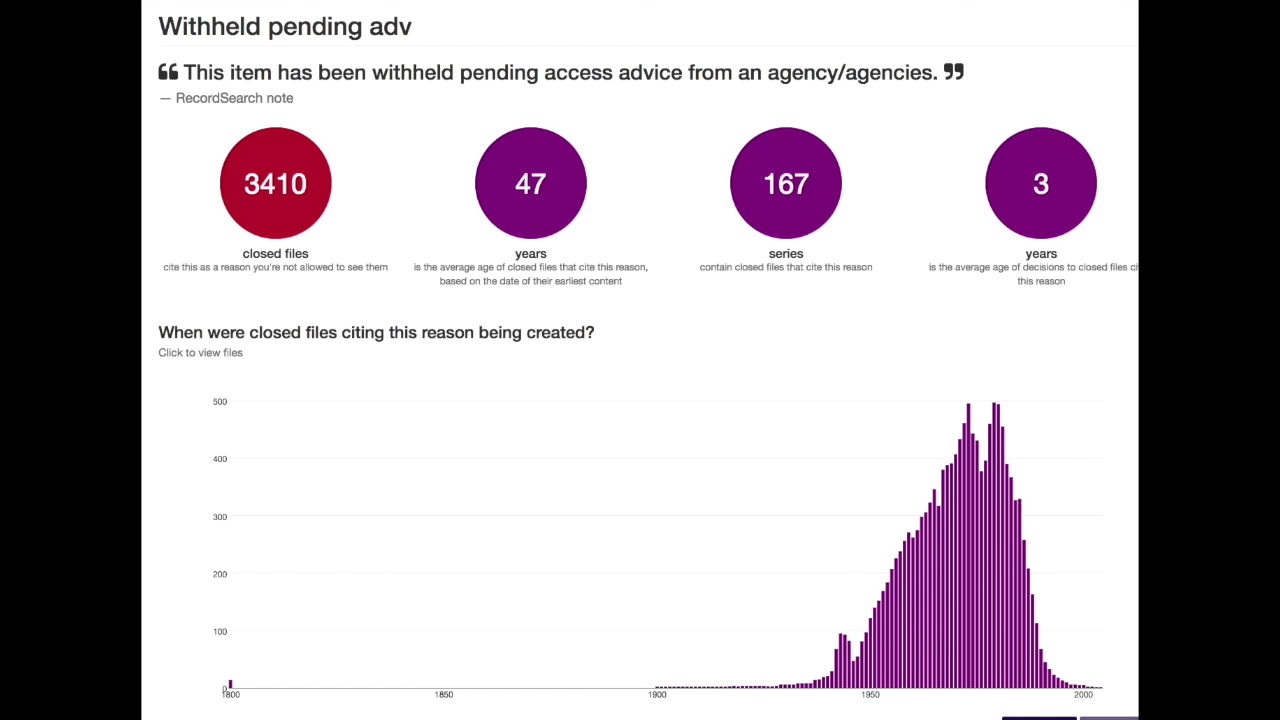 Withheld pending adv
❝ This item has been withheld pending access advice from an agency/agencies. ❞
— RecordSearch note
3410
47
167
3
closed files
years
series
years
cite this as a reason you're not allowed to see them
is the average age of closed files that cite this reason,
based on the date of their earliest content
contain closed files that cite this reason
is the average age of decisions to closed files ci
this reason
When were closed files citing this reason being created?
Click to view files
500
400
300
200
100
0
1800
1850
1900
1950
2000